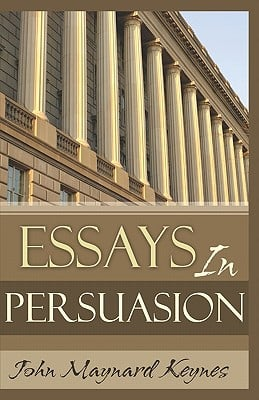 ESSAYS In
PERSUASION
John Maynard Keynes